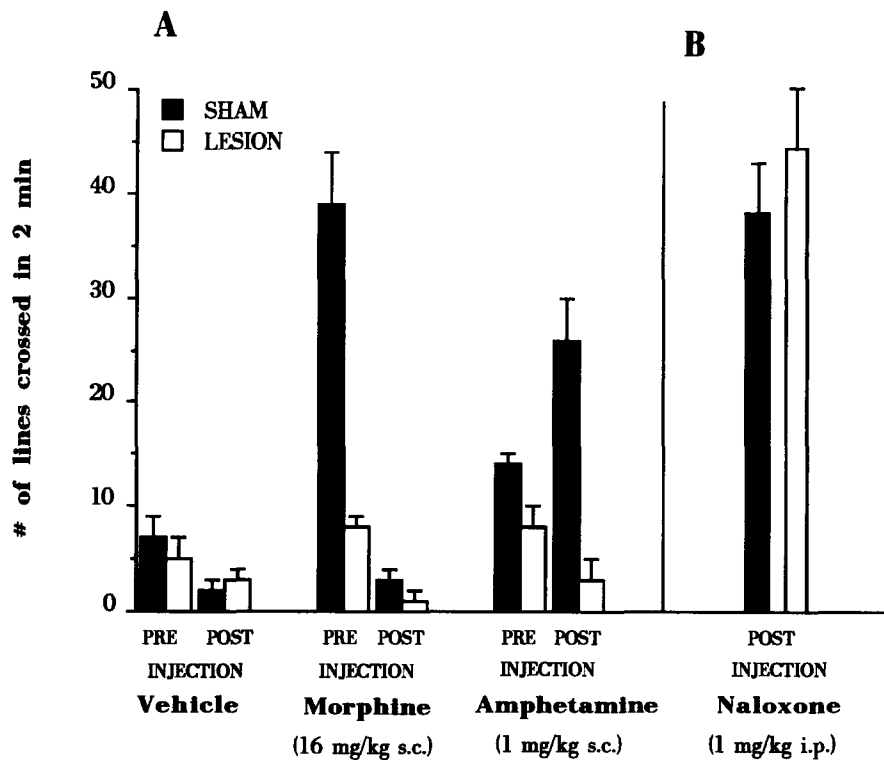 A
B
SHAM
LESION
50
40
30
20
10
0
# of lines crossed in 2 min
PRE POST PRE POST PRE POST POST
INJECTION INJECTION INJECTION INJECTION
Vehicle Morphine Amphetamine Naloxone
(16 mg/kg s.c.) (1 mg/kg s.c.) (1 mg/kg i.p.)